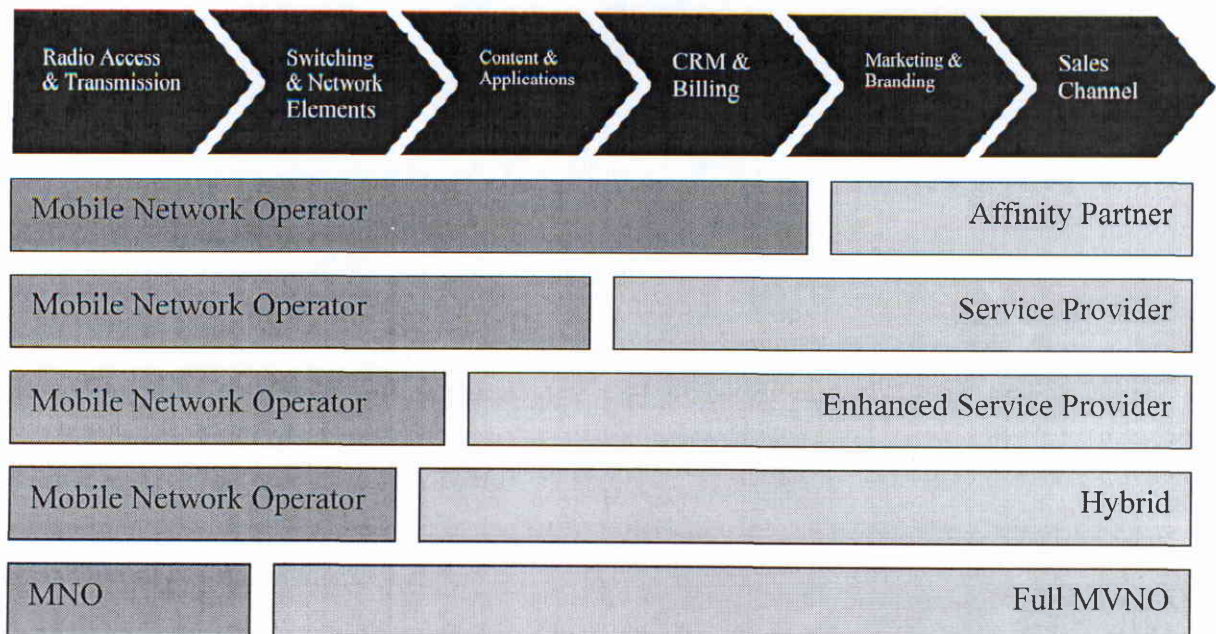 Radio Access
& Transmission
Switching
& Network
Elements
Content &
Applications
CRM &
Billing
Marketing &
Branding
Sales
Channel
Mobile Network Operator
Affinity Partner
Mobile Network Operator
Service Provider
Mobile Network Operator
Enhanced Service Provider
Mobile Network Operator
Hybrid
MNO
Full MVNO